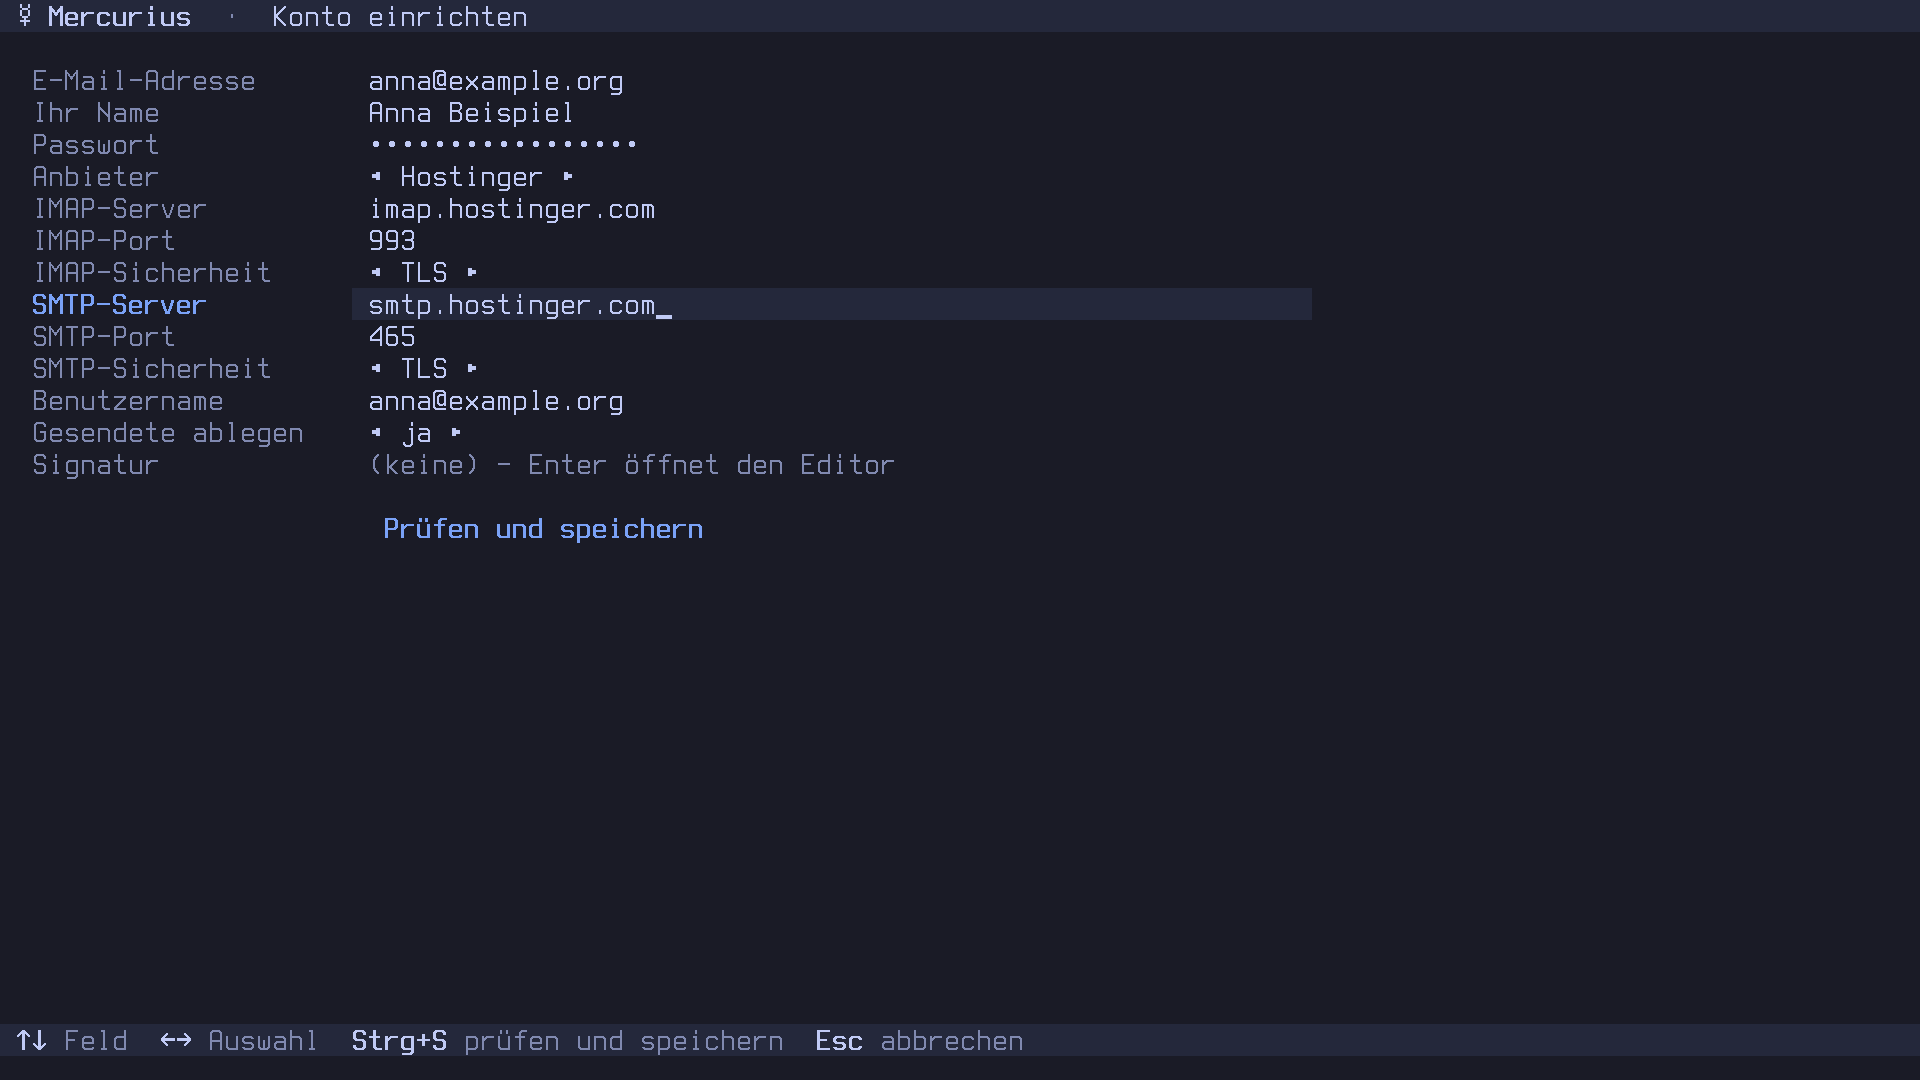 ☿ Mercurius · Konto einrichten
E-Mail-Adresse anna@example.org
Ihr Name Anna Beispiel
Passwort •••••••••••••••••
Anbieter ◂ Hostinger ▸
IMAP-Server imap.hostinger.com
IMAP-Port 993
IMAP-Sicherheit ◂ TLS ▸
SMTP-Server smtp.hostinger.com_
SMTP-Port 465
SMTP-Sicherheit ◂ TLS ▸
Benutzername anna@example.org
Gesendete ablegen ◂ ja ▸
Signatur (keine) – Enter öffnet den Editor
Prüfen und speichern
↑↓ Feld ←→ Auswahl Strg+S prüfen und speichern Esc abbrechen